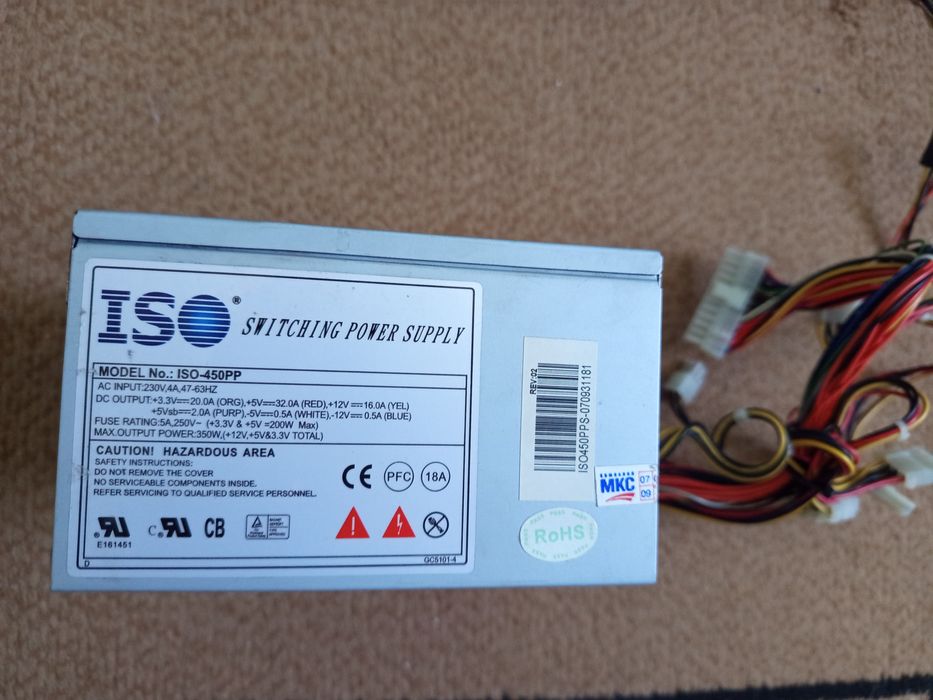 ISO®
SWITCHING POWER SUPPLY
MODEL No.: ISO-450PP
AC INPUT:230V,4A,47-63HZ
DC OUTPUT:+3.3V⎓20.0A (ORG),+5V⎓32.0A (RED),+12V⎓16.0A (YEL)
+5Vsb⎓2.0A (PURP),-5V⎓0.5A (WHITE),-12V⎓0.5A (BLUE)
FUSE RATING:5A,250V~ (+3.3V & +5V =200W Max)
MAX.OUTPUT POWER:350W,(+12V,+5V&3.3V TOTAL)
CAUTION! HAZARDOUS AREA
SAFETY INSTRUCTIONS:
DO NOT REMOVE THE COVER
NO SERVICEABLE COMPONENTS INSIDE.
REFER SERVICING TO QUALIFIED SERVICE PERSONNEL.
CE PFC 18A
c CB
E161451
D
GC5101-4
REV:02
ISO450PPS-070931181
MKC
07
09
RoHS
PASS PASS PASS